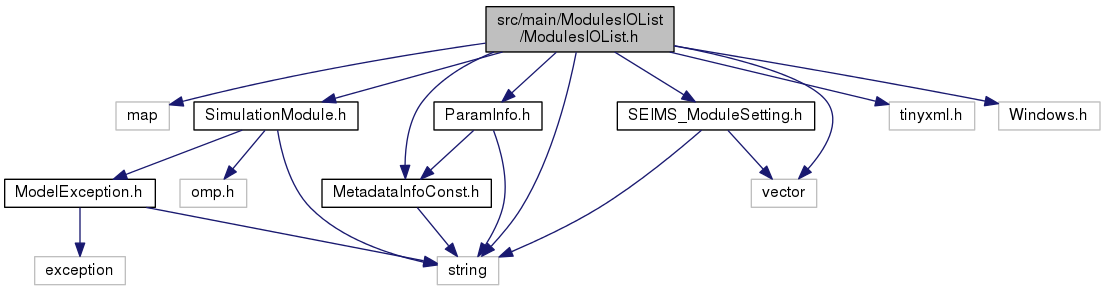 src/main/ModulesIOList
/ModulesIOList.h
map
SimulationModule.h
ParamInfo.h
SEIMS_ModuleSetting.h
tinyxml.h
Windows.h
ModelException.h
omp.h
MetadataInfoConst.h
vector
exception
string